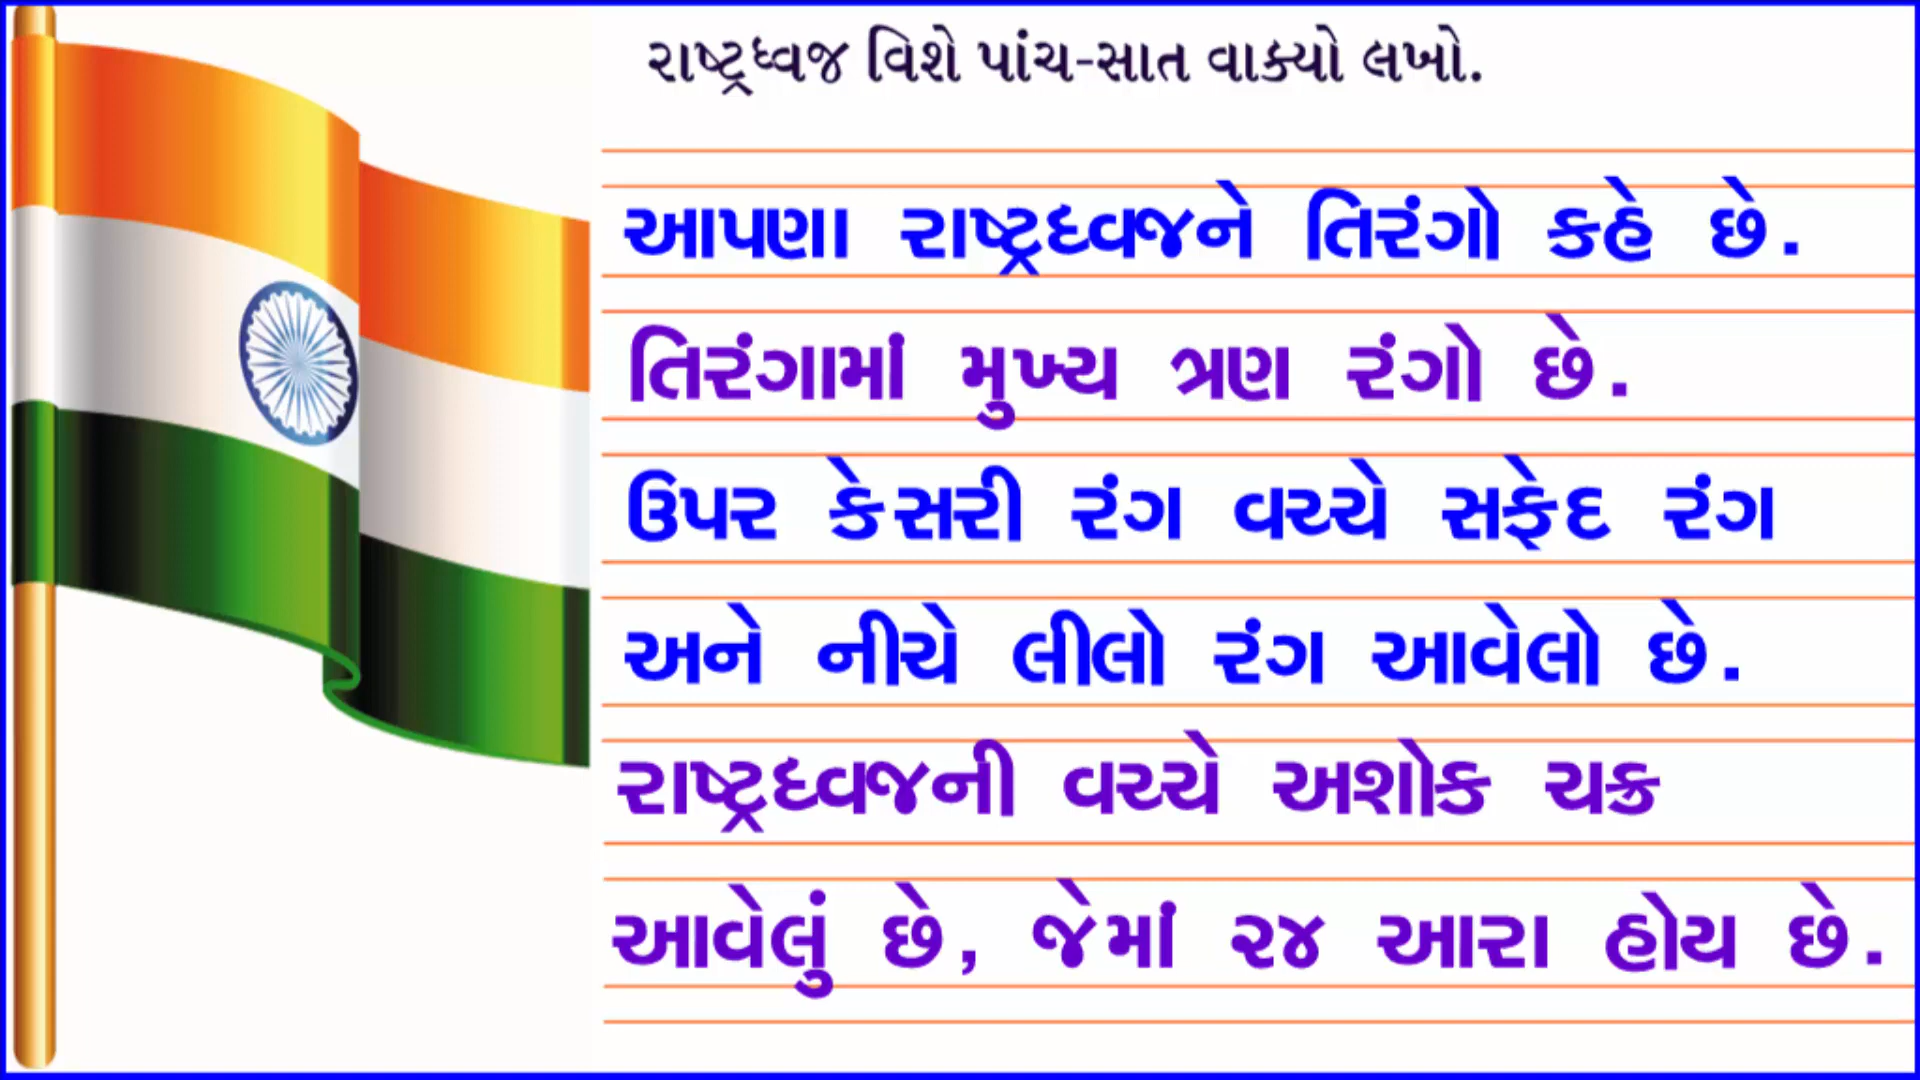 રાષ્ટ્રધ્વજ વિશે પાંચ-સાત વાક્યો લખો.
આપણા રાષ્ટ્રધ્વજને તિરંગો કહે છે.
તિરંગામાં મુખ્ય ત્રણ રંગો છે.
ઉપર કેસરી રંગ વચ્ચે સફેદ રંગ
અને નીચે લીલો રંગ આવેલો છે.
રાષ્ટ્રધ્વજની વચ્ચે અશોક ચક્ર
આવેલું છે, જેમાં ૨૪ આરા હોય છે.